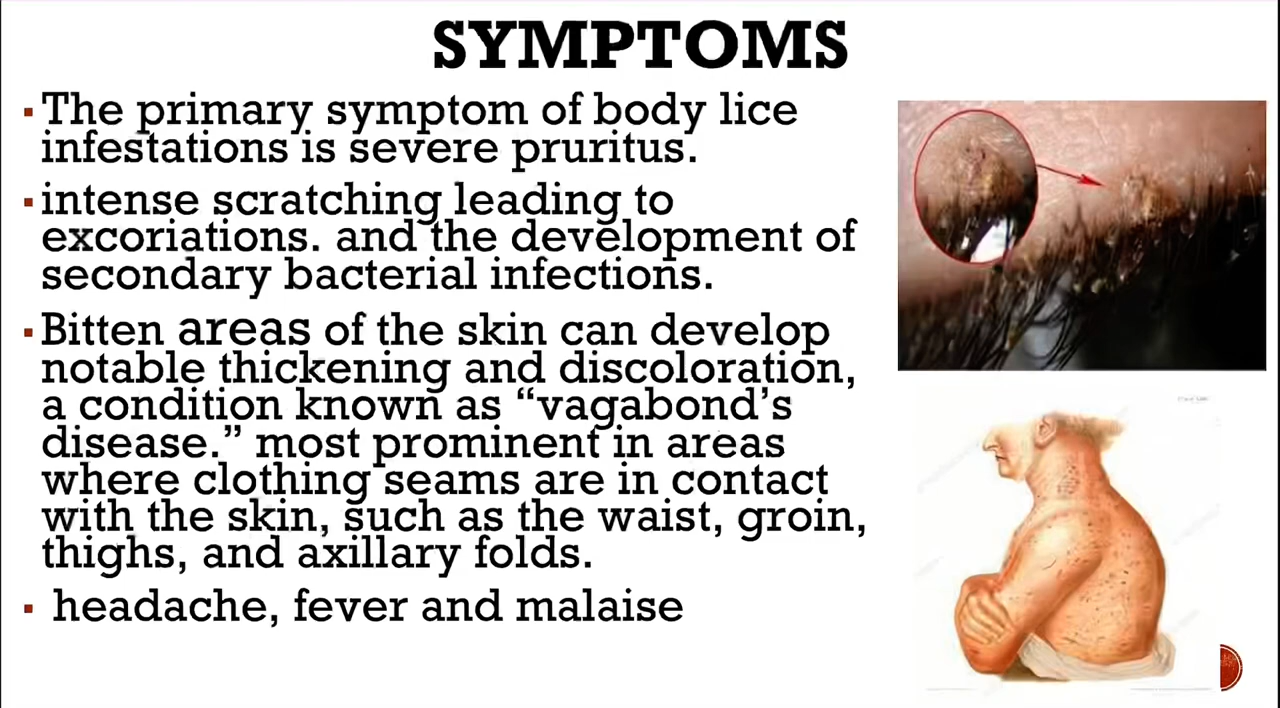 SYMPTOMS
▪ The primary symptom of body lice
infestations is severe pruritus.
▪ intense scratching leading to
excoriations. and the development of
secondary bacterial infections.
▪ Bitten areas of the skin can develop
notable thickening and discoloration,
a condition known as “vagabond’s
disease.” most prominent in areas
where clothing seams are in contact
with the skin, such as the waist, groin,
thighs, and axillary folds.
▪ headache, fever and malaise